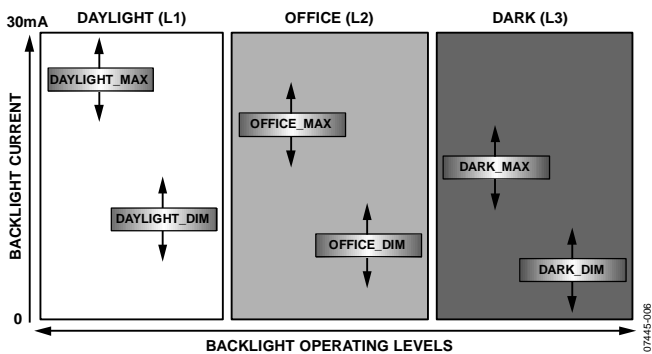 DAYLIGHT (L1)
OFFICE (L2)
DARK (L3)
30mA
BACKLIGHT CURRENT
0
DAYLIGHT_MAX
DAYLIGHT_DIM
OFFICE_MAX
OFFICE_DIM
DARK_MAX
DARK_DIM
BACKLIGHT OPERATING LEVELS
07445-006